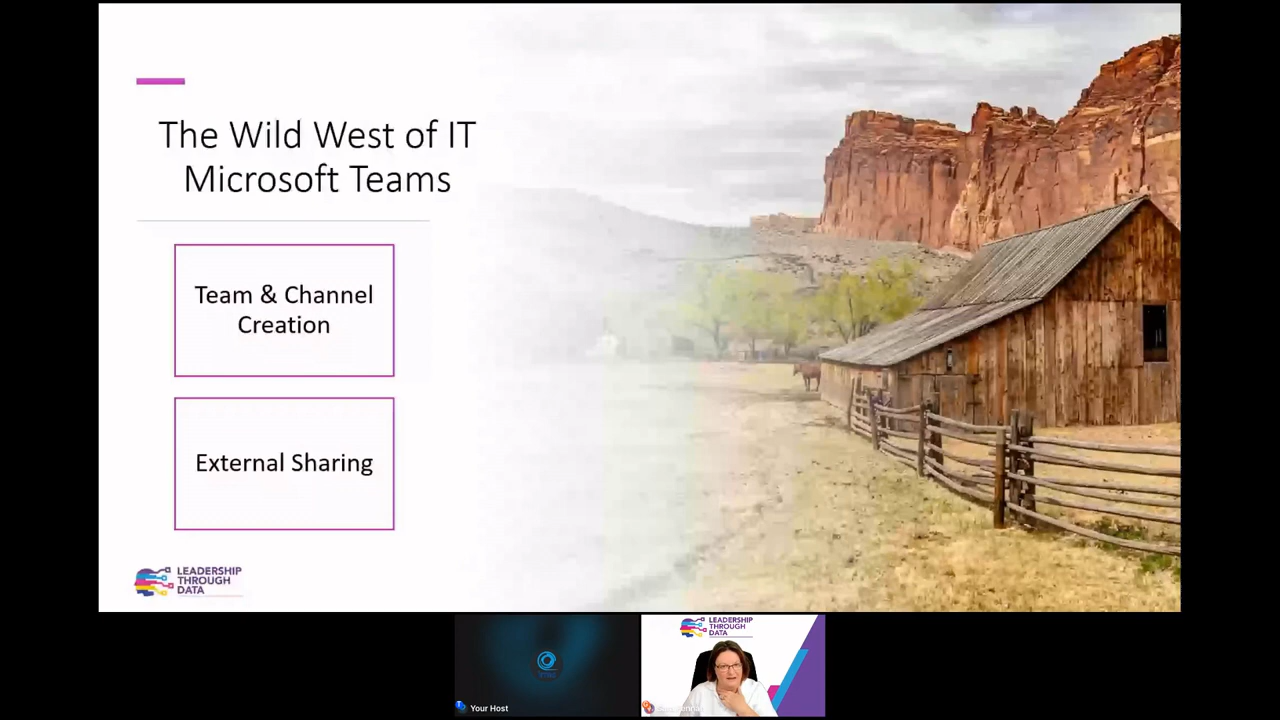 The Wild West of IT
Microsoft Teams
Team & Channel
Creation
External Sharing
LEADERSHIP
THROUGH
DATA
LEADERSHIP
THROUGH
DATA
Your Host